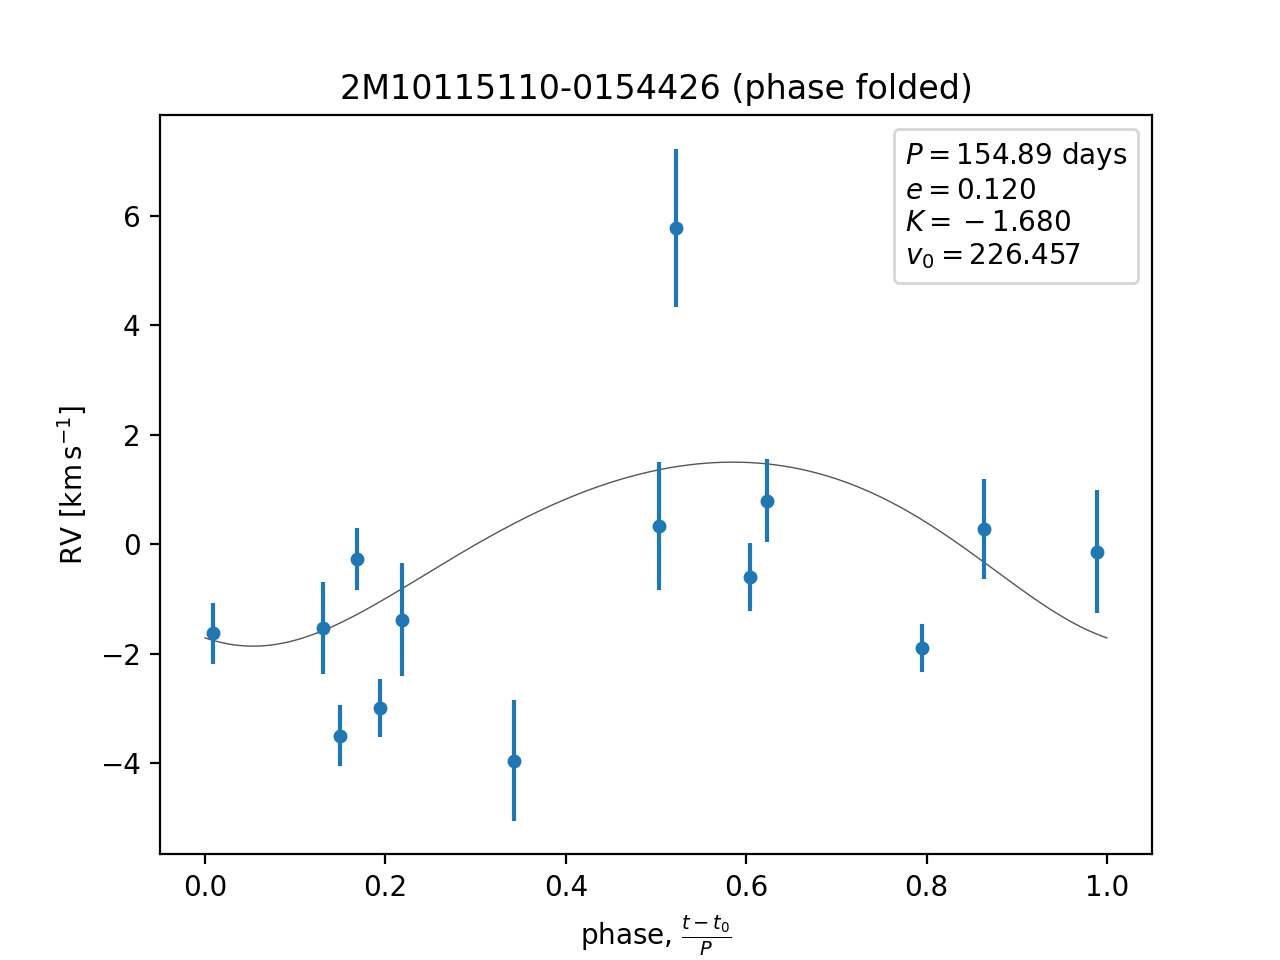 2M10115110-0154426 (phase folded)
P = 154.89 days
e = 0.120
K = −1.680
v₀ = 226.457
RV [km s⁻¹]
6
4
2
0
−2
−4
0.0 0.2 0.4 0.6 0.8 1.0
phase, (t − t₀)/P